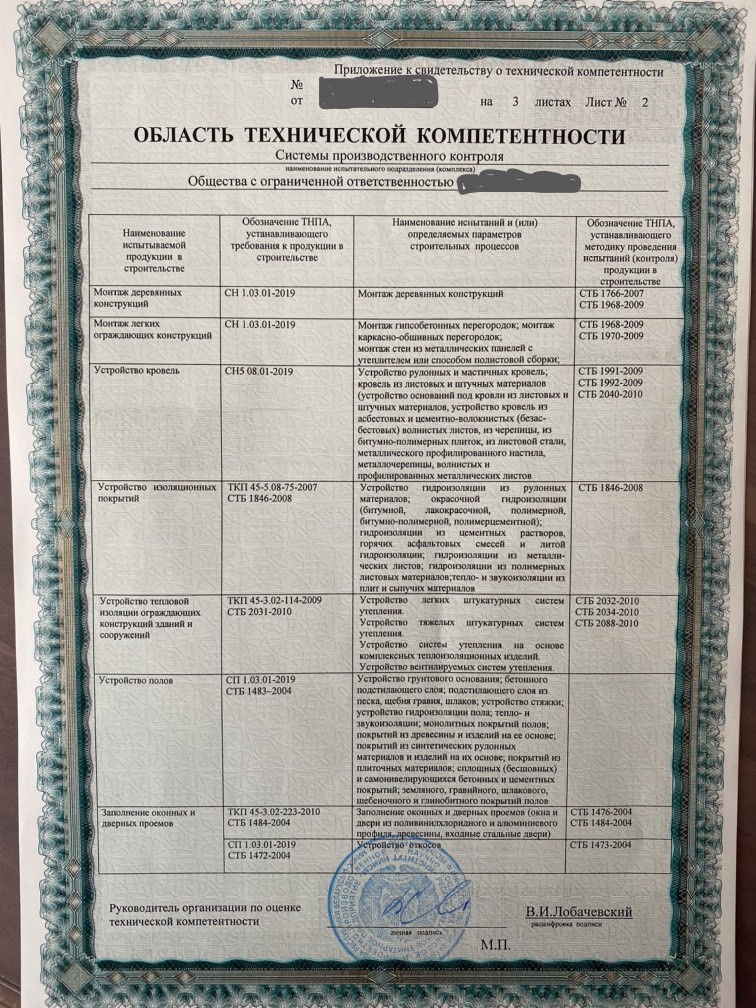 Приложение к свидетельству о технической компетентности
№
от на 3 листах Лист № 2
ОБЛАСТЬ ТЕХНИЧЕСКОЙ КОМПЕТЕНТНОСТИ
Системы производственного контроля
наименование испытательного подразделения (комплекса)
Общества с ограниченной ответственностью
Наименование
испытываемой
продукции в
строительстве
Обозначение ТНПА,
устанавливающего
требования к продукции в
строительстве
Наименование испытаний и (или)
определяемых параметров
строительных процессов
Обозначение ТНПА,
устанавливающего
методику проведения
испытаний (контроля)
продукции в
строительстве
Монтаж деревянных
конструкций
СН 1.03.01-2019
Монтаж деревянных конструкций
СТБ 1766-2007
СТБ 1968-2009
Монтаж легких
ограждающих конструкций
СН 1.03.01-2019
Монтаж гипсобетонных перегородок; монтаж
каркасно-обшивных перегородок;
монтаж стен из металлических панелей с
утеплителем или способом полистовой сборки;
СТБ 1968-2009
СТБ 1970-2009
Устройство кровель
СН5 08.01-2019
Устройство рулонных и мастичных кровель;
кровель из листовых и штучных материалов
(устройство оснований под кровли из листовых и
штучных материалов, устройство кровель из
асбестовых и цементно-волокнистых (безас-
бестовых) волнистых листов, из черепицы, из
битумно-полимерных плиток, из листовой стали,
металлического профилированного настила,
металлочерепицы, волнистых и
профилированных металлических листов
СТБ 1991-2009
СТБ 1992-2009
СТБ 2040-2010
Устройство изоляционных
покрытий
ТКП 45-5.08-75-2007
СТБ 1846-2008
Устройство гидроизоляции из рулонных
материалов; окрасочной гидроизоляции
(битумной, лакокрасочной, полимерной,
битумно-полимерной, полимерцементной);
гидроизоляции из цементных растворов,
горячих асфальтовых смесей и литой
гидроизоляции; гидроизоляции из металли-
ческих листов; гидроизоляции из полимерных
листовых материалов;тепло- и звукоизоляции из
плит и сыпучих материалов
СТБ 1846-2008
Устройство тепловой
изоляции ограждающих
конструкций зданий и
сооружений
ТКП 45-3.02-114-2009
СТБ 2031-2010
Устройство легких штукатурных систем
утепления.
Устройство тяжелых штукатурных систем
утепления.
Устройство систем утепления на основе
комплексных теплоизоляционных изделий.
Устройство вентилируемых систем утепления.
СТБ 2032-2010
СТБ 2034-2010
СТБ 2088-2010
Устройство полов
СП 1.03.01-2019
СТБ 1483–2004
Устройство грунтового основания; бетонного
подстилающего слоя; подстилающего слоя из
песка, щебня гравия, шлаков; устройство стяжки;
устройство гидроизоляции пола; тепло- и
звукоизоляции; монолитных покрытий полов;
покрытий из древесины и изделий на ее основе;
покрытий из синтетических рулонных
материалов и изделий на их основе; покрытий из
плиточных материалов; сплошных (бесшовных)
и самонивелирующихся бетонных и цементных
покрытий; земляного, гравийного, шлакового,
щебеночного и глинобитного покрытий полов
Заполнение оконных и
дверных проемов
ТКП 45-3.02-223-2010
СТБ 1484-2004
Заполнение оконных и дверных проемов (окна и
двери из поливинилхлоридного и алюминиевого
профиля, древесины, входные стальные двери)
СТБ 1476-2004
СТБ 1484-2004
СП 1.03.01-2019
СТБ 1472-2004
Устройство откосов
СТБ 1473-2004
Руководитель организации по оценке
технической компетентности
личная подпись
В.И.Лобачевский
расшифровка подписи
М.П.